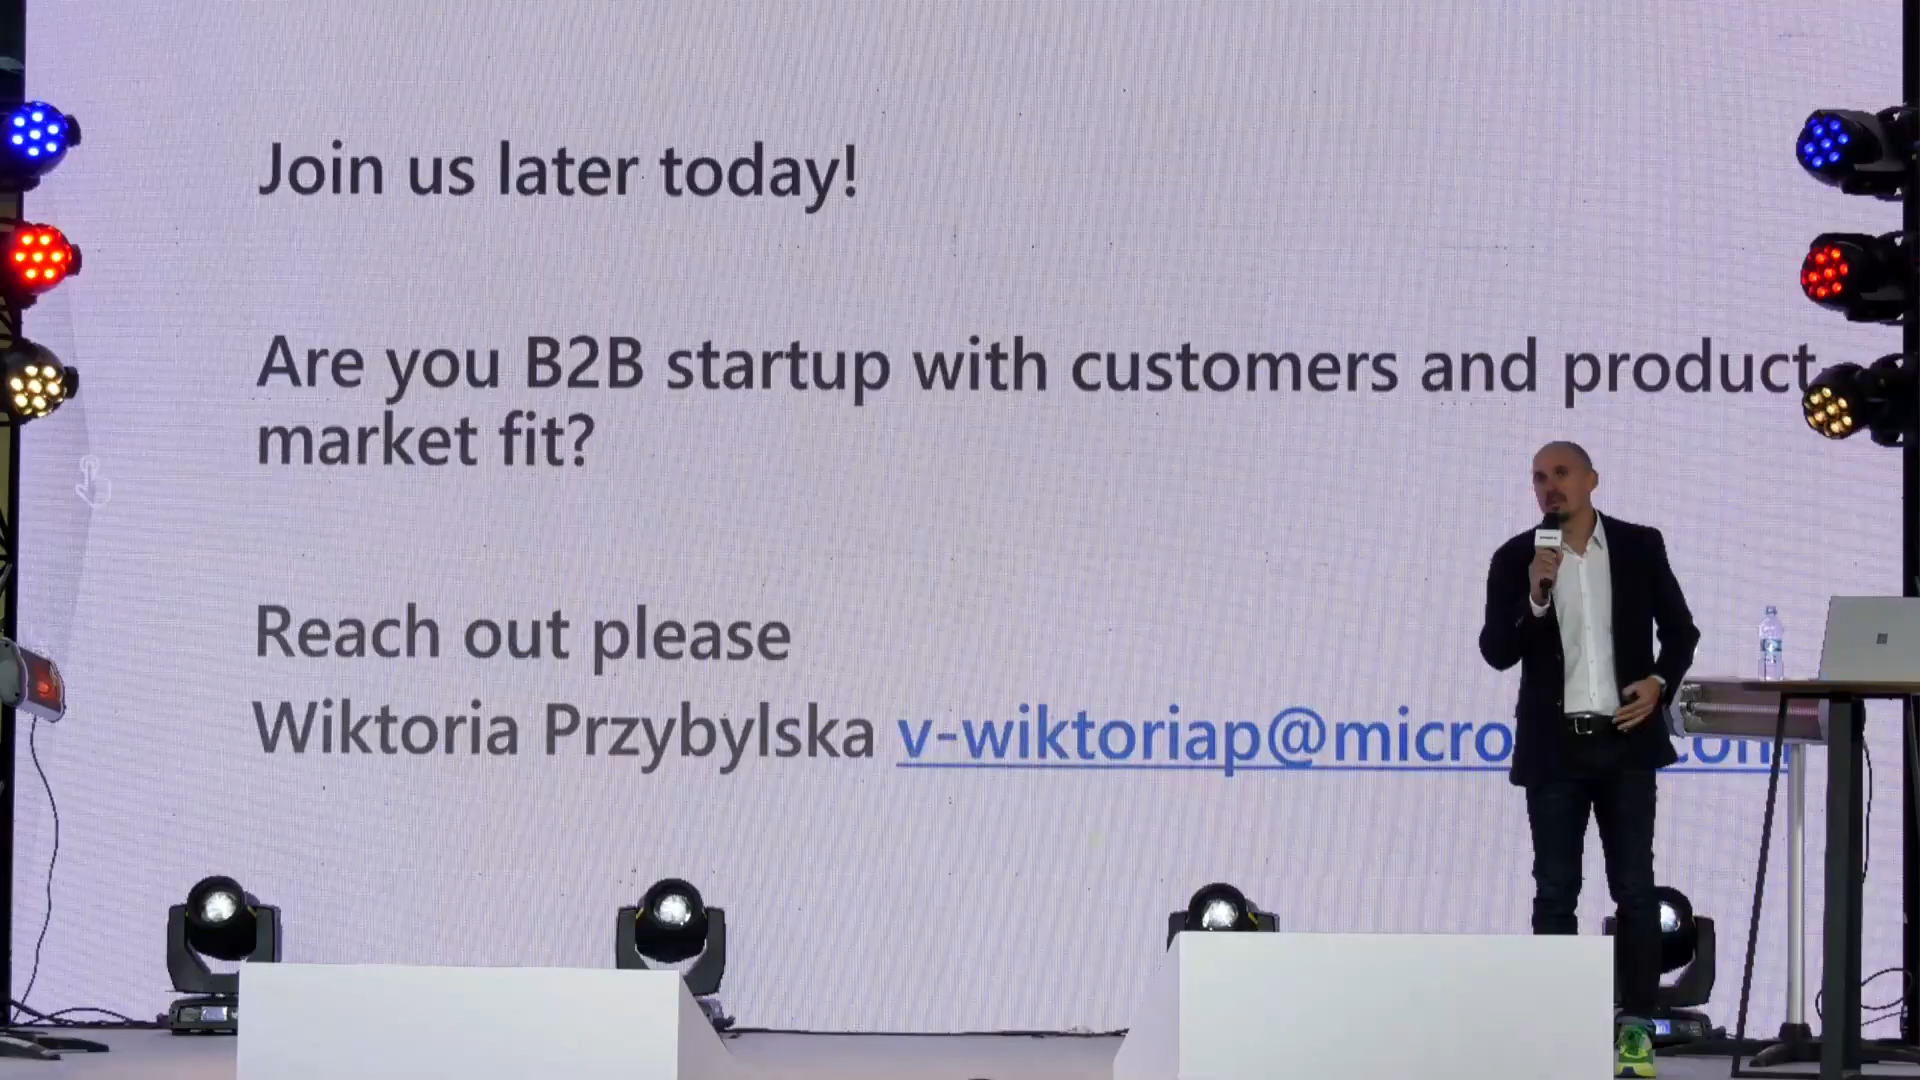 Join us later today!
Are you B2B startup with customers and product
market fit?
Reach out please
Wiktoria Przybylska v-wiktoriap@micro